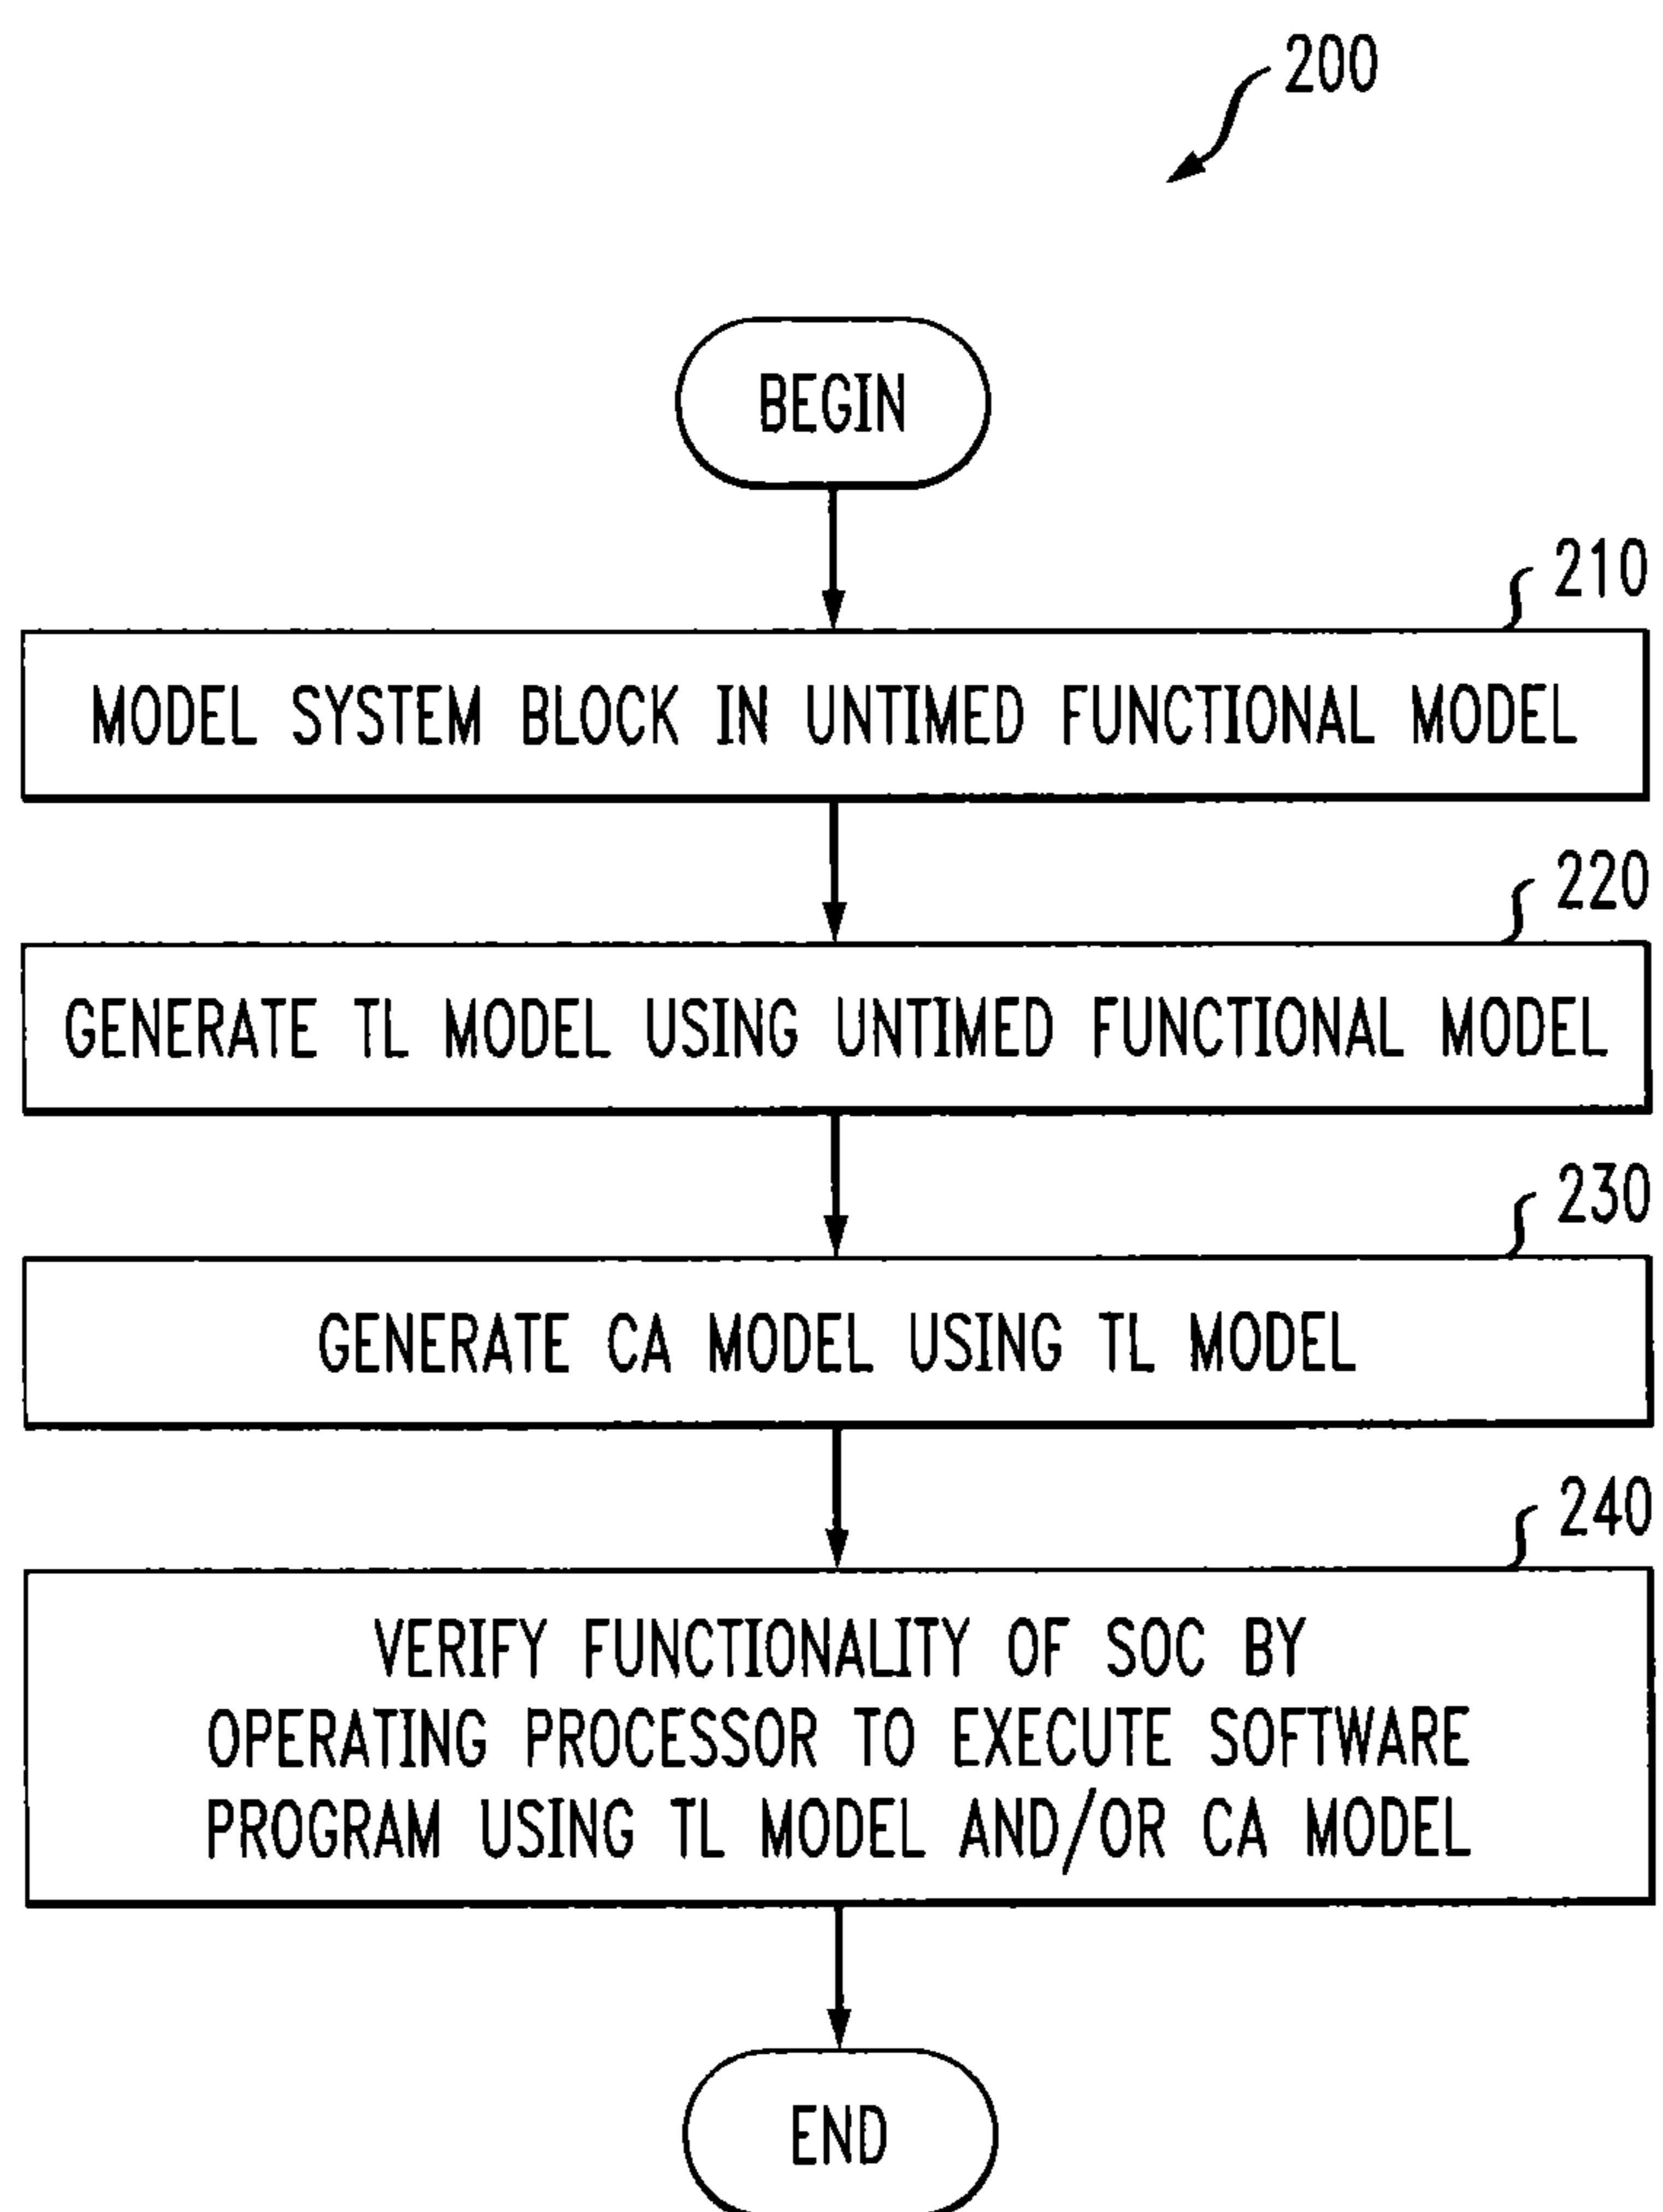 200
BEGIN
210
MODEL SYSTEM BLOCK IN UNTIMED FUNCTIONAL MODEL
220
GENERATE TL MODEL USING UNTIMED FUNCTIONAL MODEL
230
GENERATE CA MODEL USING TL MODEL
240
VERIFY FUNCTIONALITY OF SOC BY
OPERATING PROCESSOR TO EXECUTE SOFTWARE
PROGRAM USING TL MODEL AND/OR CA MODEL
END